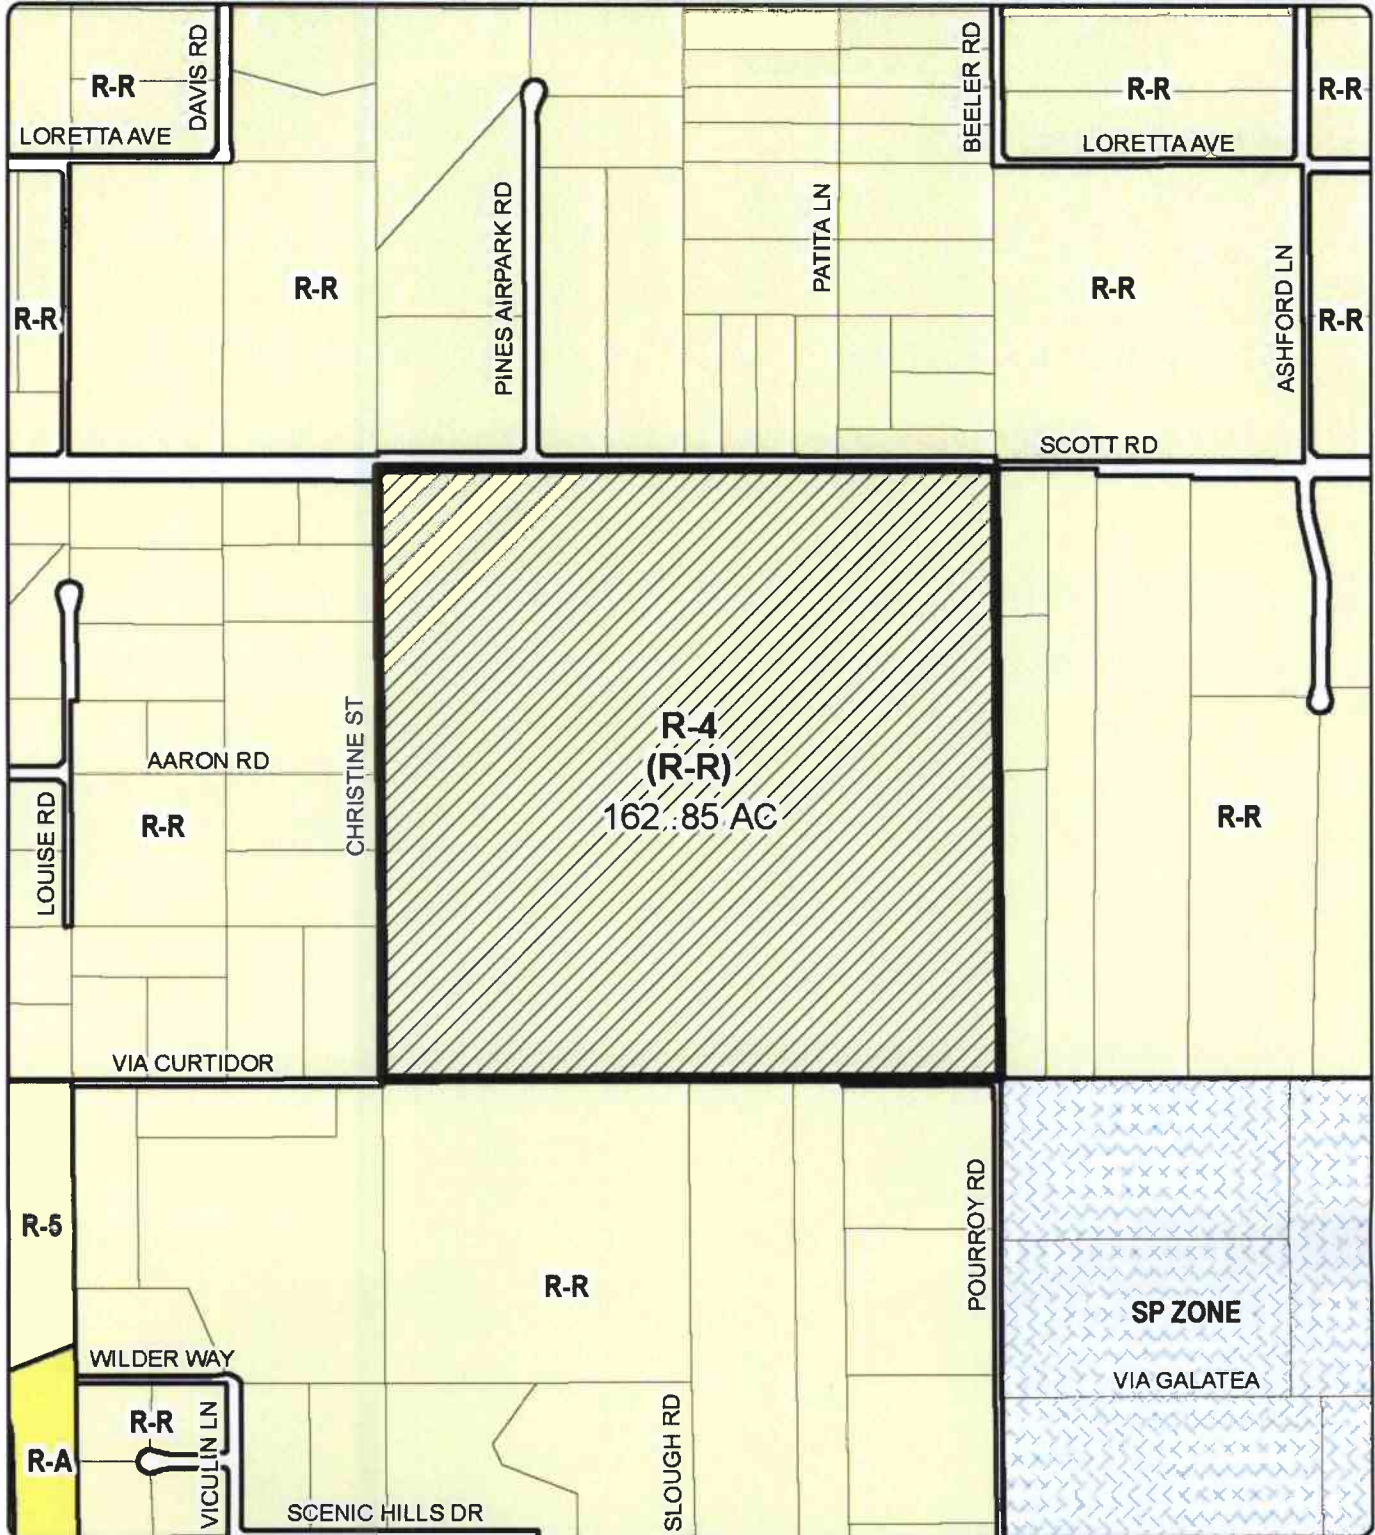 DAVIS RD
BEELER RD
R-R
R-R
R-R
LORETTA AVE
LORETTA AVE
PINES AIRPARK RD
PATITA LN
ASHFORD LN
R-R
R-R
R-R
R-R
SCOTT RD
CHRISTINE ST
R-4
(R-R)
162.85 AC
AARON RD
LOUISE RD
R-R
R-R
VIA CURTIDOR
POURROY RD
R-5
R-R
SP ZONE
WILDER WAY
VIA GALATEA
R-R
VICULIN LN
SLOUGH RD
R-A
SCENIC HILLS DR